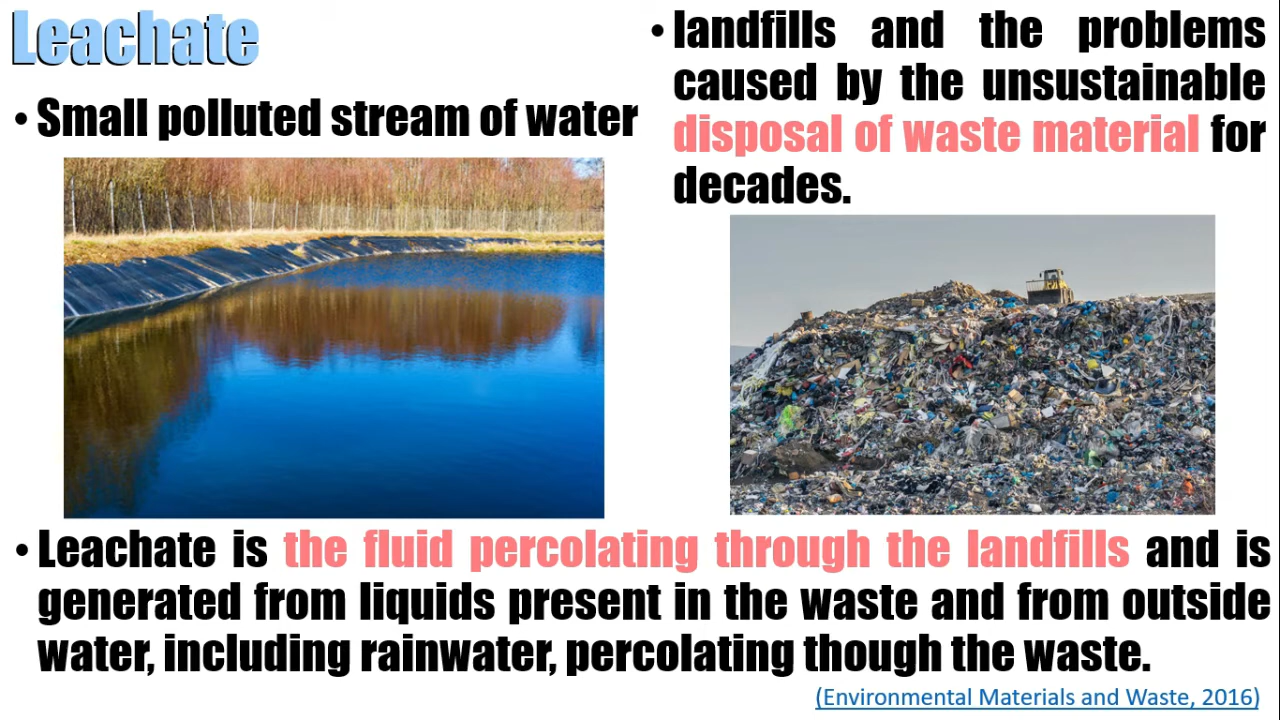 Leachate
• Small polluted stream of water
• landfills and the problems
caused by the unsustainable
disposal of waste material for
decades.
• Leachate is the fluid percolating through the landfills and is
generated from liquids present in the waste and from outside
water, including rainwater, percolating though the waste.
(Environmental Materials and Waste, 2016)